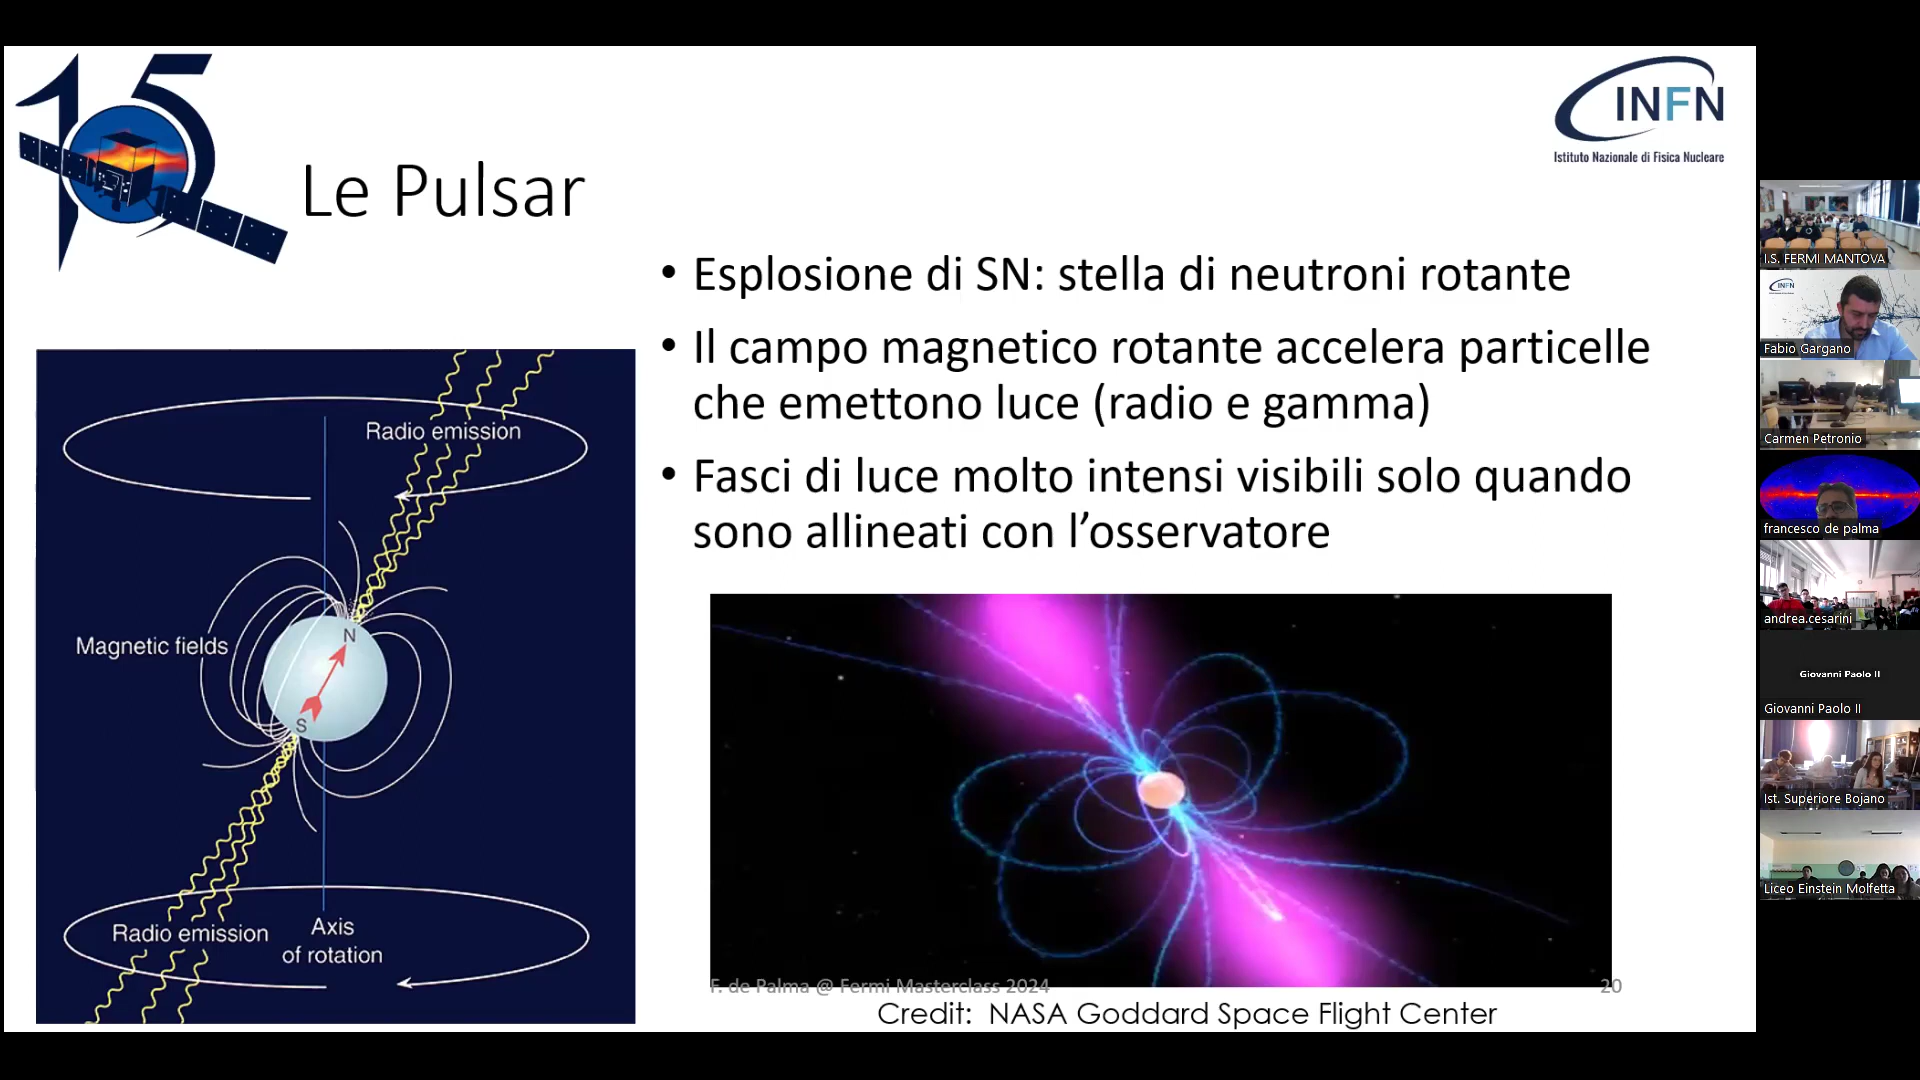 15
INFN
Istituto Nazionale di Fisica Nucleare
Le Pulsar
• Esplosione di SN: stella di neutroni rotante
• Il campo magnetico rotante accelera particelle
che emettono luce (radio e gamma)
• Fasci di luce molto intensi visibili solo quando
sono allineati con l’osservatore
Radio emission
Magnetic fields
N
S
Radio emission
Axis
of rotation
F. de Palma @ Fermi Masterclass 2024
20
Credit: NASA Goddard Space Flight Center
I.S. FERMI MANTOVA
INFN
Fabio Gargano
Carmen Petronio
francesco de palma
andrea.cesarini
Giovanni Paolo II
Giovanni Paolo II
Ist. Superiore Bojano
Liceo Einstein Molfetta